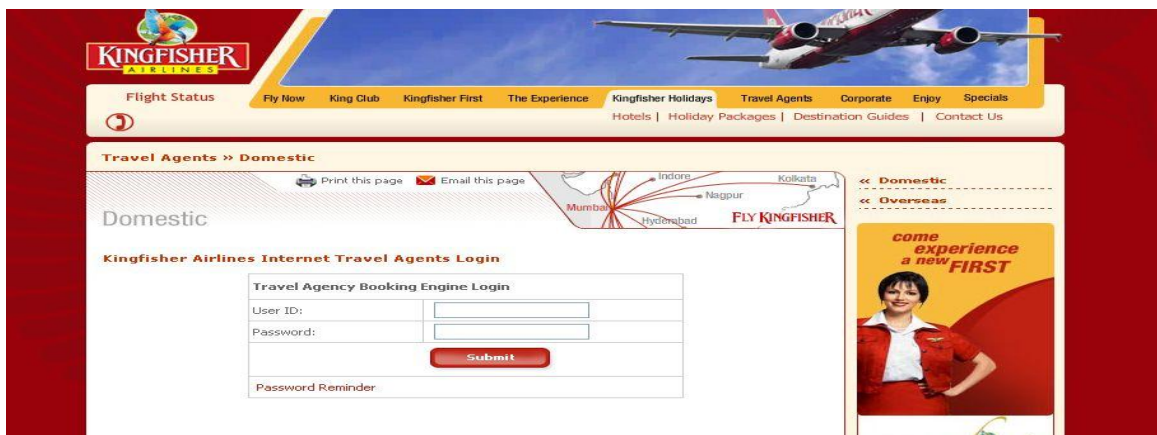 KINGFISHER
AIRLINES
Flight Status
Fly Now King Club Kingfisher First The Experience Kingfisher Holidays Travel Agents Corporate Enjoy Specials
Hotels | Holiday Packages | Destination Guides | Contact Us
Travel Agents » Domestic
Print this page Email this page
Indore
Kolkata
Nagpur
Mumbai
Hyderabad
FLY KINGFISHER
Domestic
« Domestic
« Overseas
Kingfisher Airlines Internet Travel Agents Login
Travel Agency Booking Engine Login
User ID:
Password:
Submit
Password Reminder
come
experience
a new FIRST